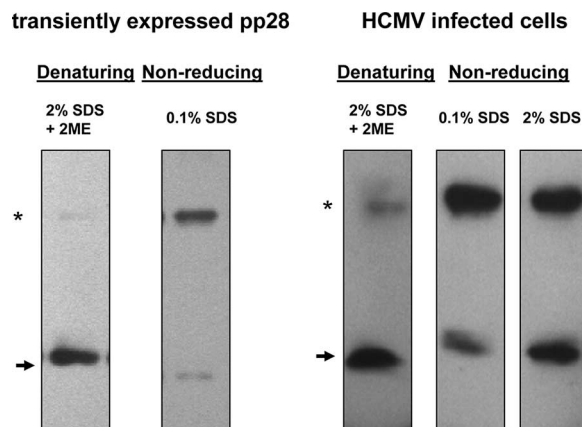 transiently expressed pp28
HCMV infected cells
Denaturing
Non-reducing
Denaturing
Non-reducing
2% SDS
+ 2ME
0.1% SDS
2% SDS
+ 2ME
0.1% SDS
2% SDS
*
*